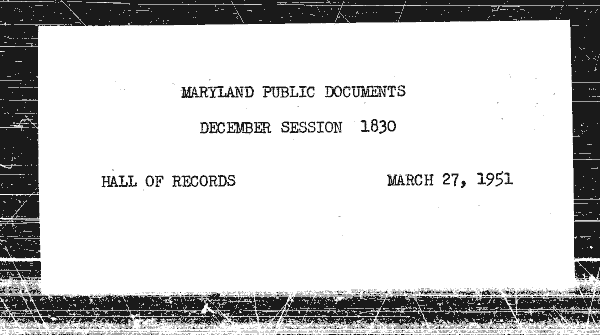 MARYLAND PUBLIC DOCUMENTS
DECEMBER SESSION 1830
HALL OF RECORDS MARCH 27, 1951